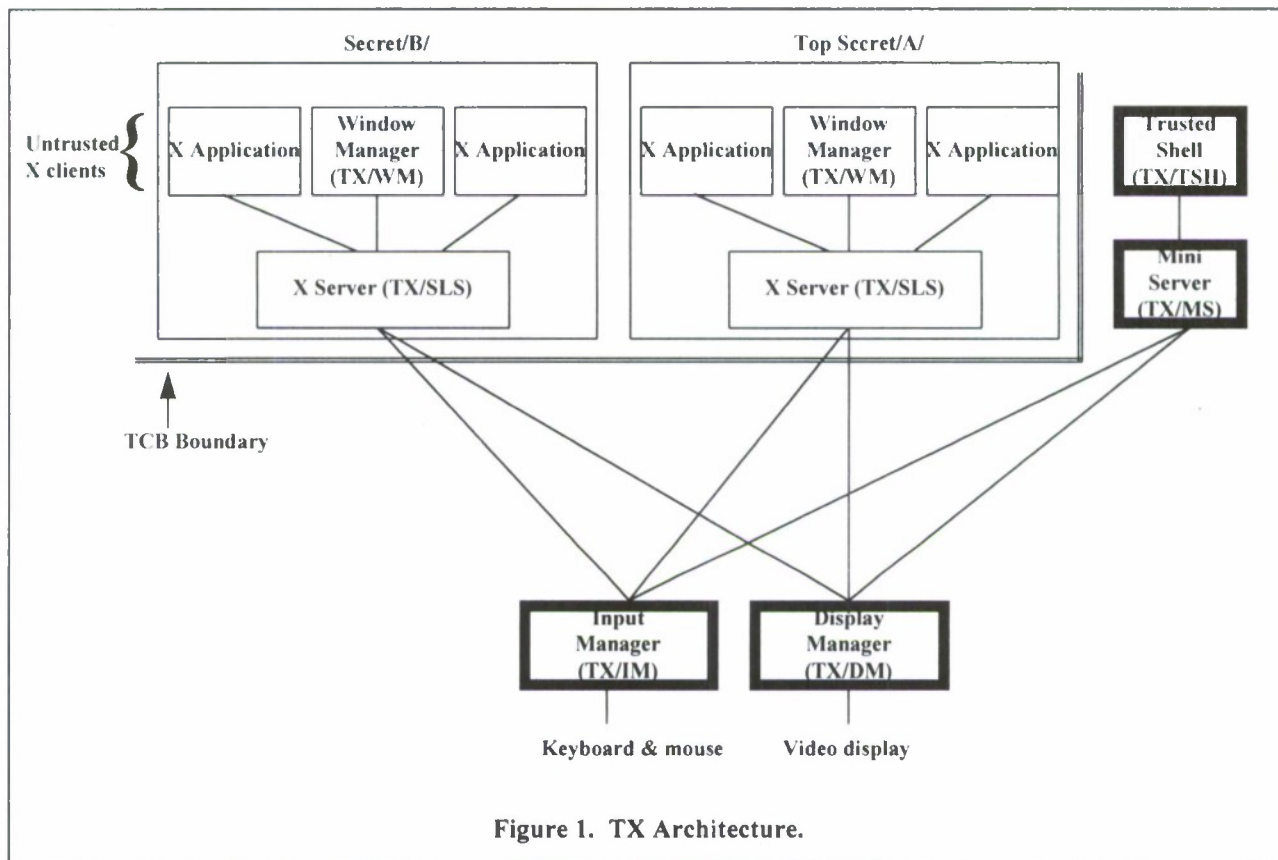 Secret/B/
Top Secret/A/
Untrusted
X clients
X Application
Window
Manager
(TX/WM)
X Application
X Application
Window
Manager
(TX/WM)
X Application
Trusted
Shell
(TX/TSH)
X Server (TX/SLS)
X Server (TX/SLS)
Mini
Server
(TX/MS)
TCB Boundary
Input
Manager
(TX/IM)
Display
Manager
(TX/DM)
Keyboard & mouse
Video display
Figure 1. TX Architecture.